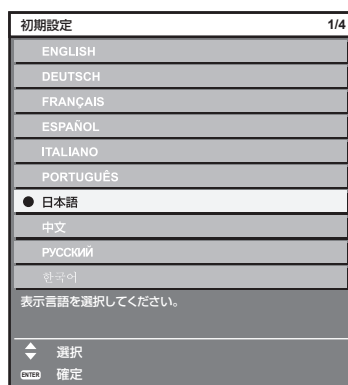 初期設定 1/4
ENGLISH
DEUTSCH
FRANÇAIS
ESPAÑOL
ITALIANO
PORTUGUÊS
日本語
中文
РУССКИЙ
한국어
表示言語を選択してください。
選択
ENTER 確定